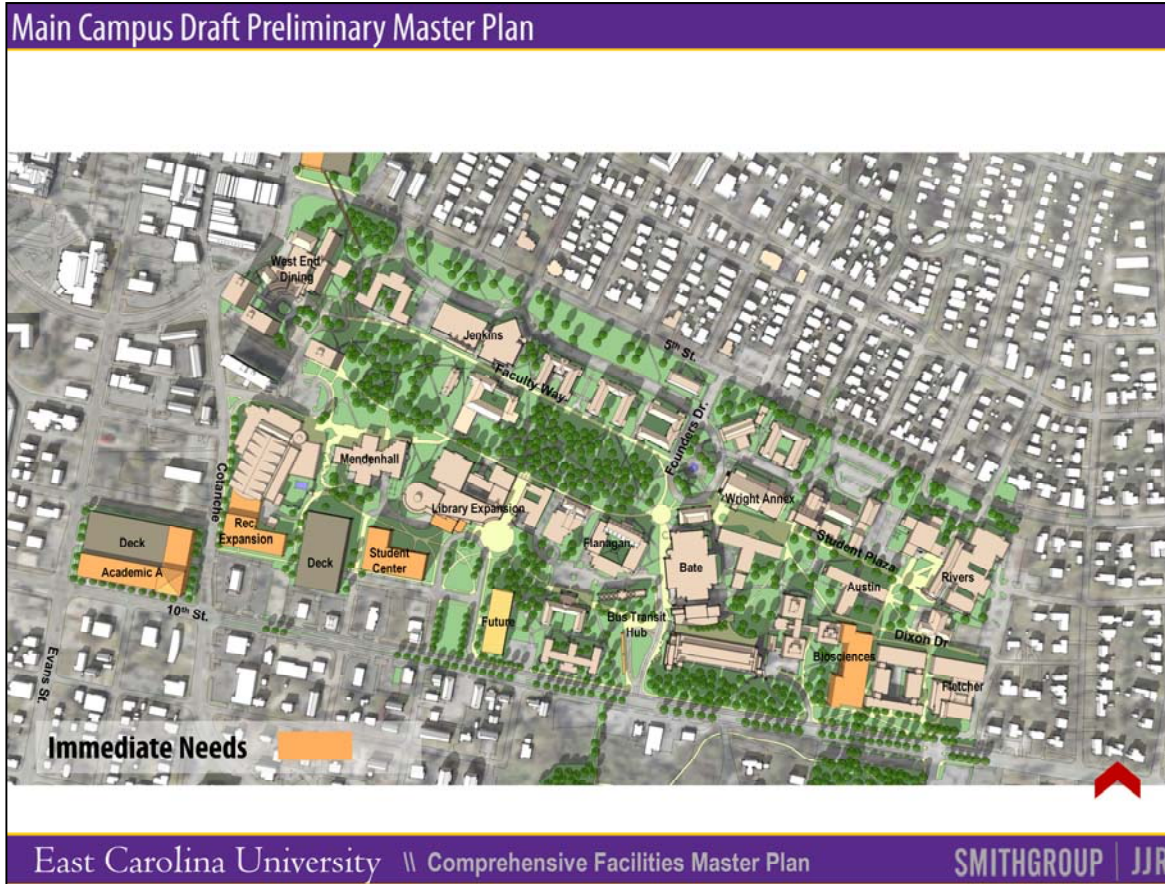 Main Campus Draft Preliminary Master Plan
West End
Dining
Jenkins
5th St.
Faculty Way
Founders Dr.
Mendenhall
Cotanche
Wright Annex
Library Expansion
Rec.
Expansion
Deck
Deck
Student
Center
Flanagan
Student Plaza
Academic A
Bate
Austin
Rivers
10th St.
Future
Bus Transit
Hub
Dixon Dr
Biosciences
Evans St.
Fletcher
Immediate Needs
East Carolina University \\ Comprehensive Facilities Master Plan SMITHGROUP | JJR